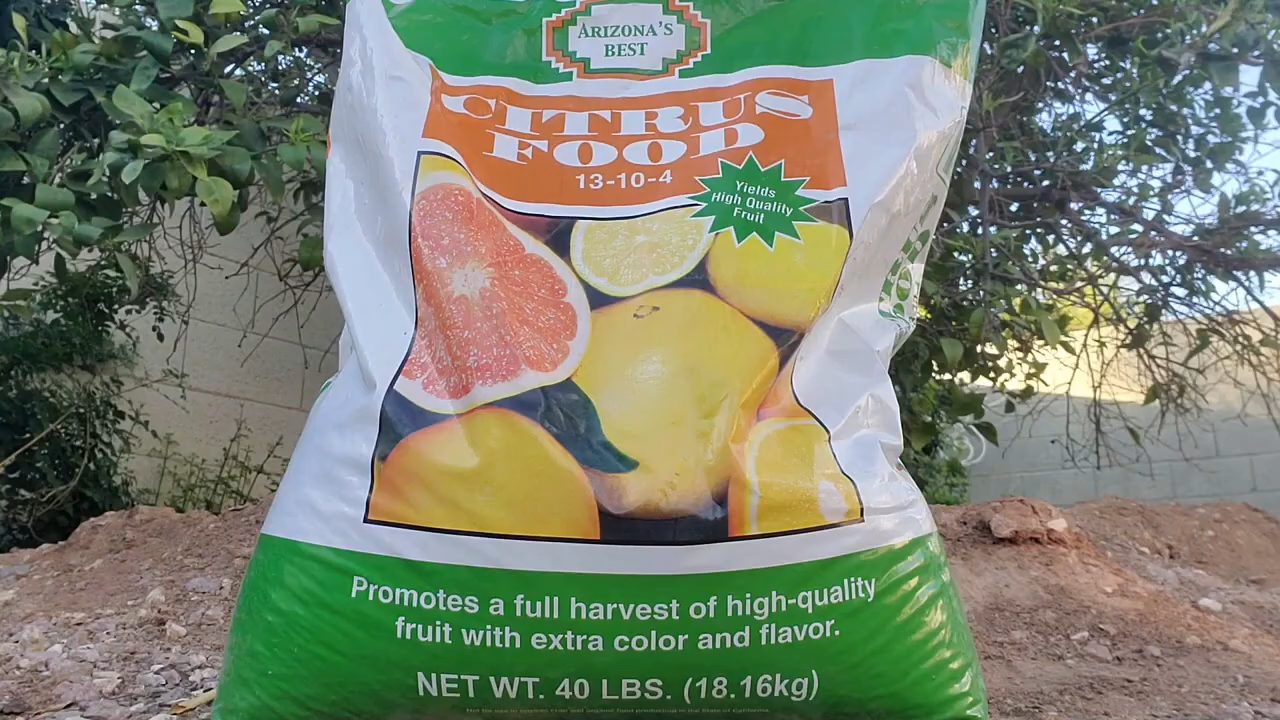 ARIZONA'S
BEST
CITRUS
FOOD
13-10-4
Yields
High Quality
Fruit
Promotes a full harvest of high-quality
fruit with extra color and flavor.
NET WT. 40 LBS. (18.16kg)